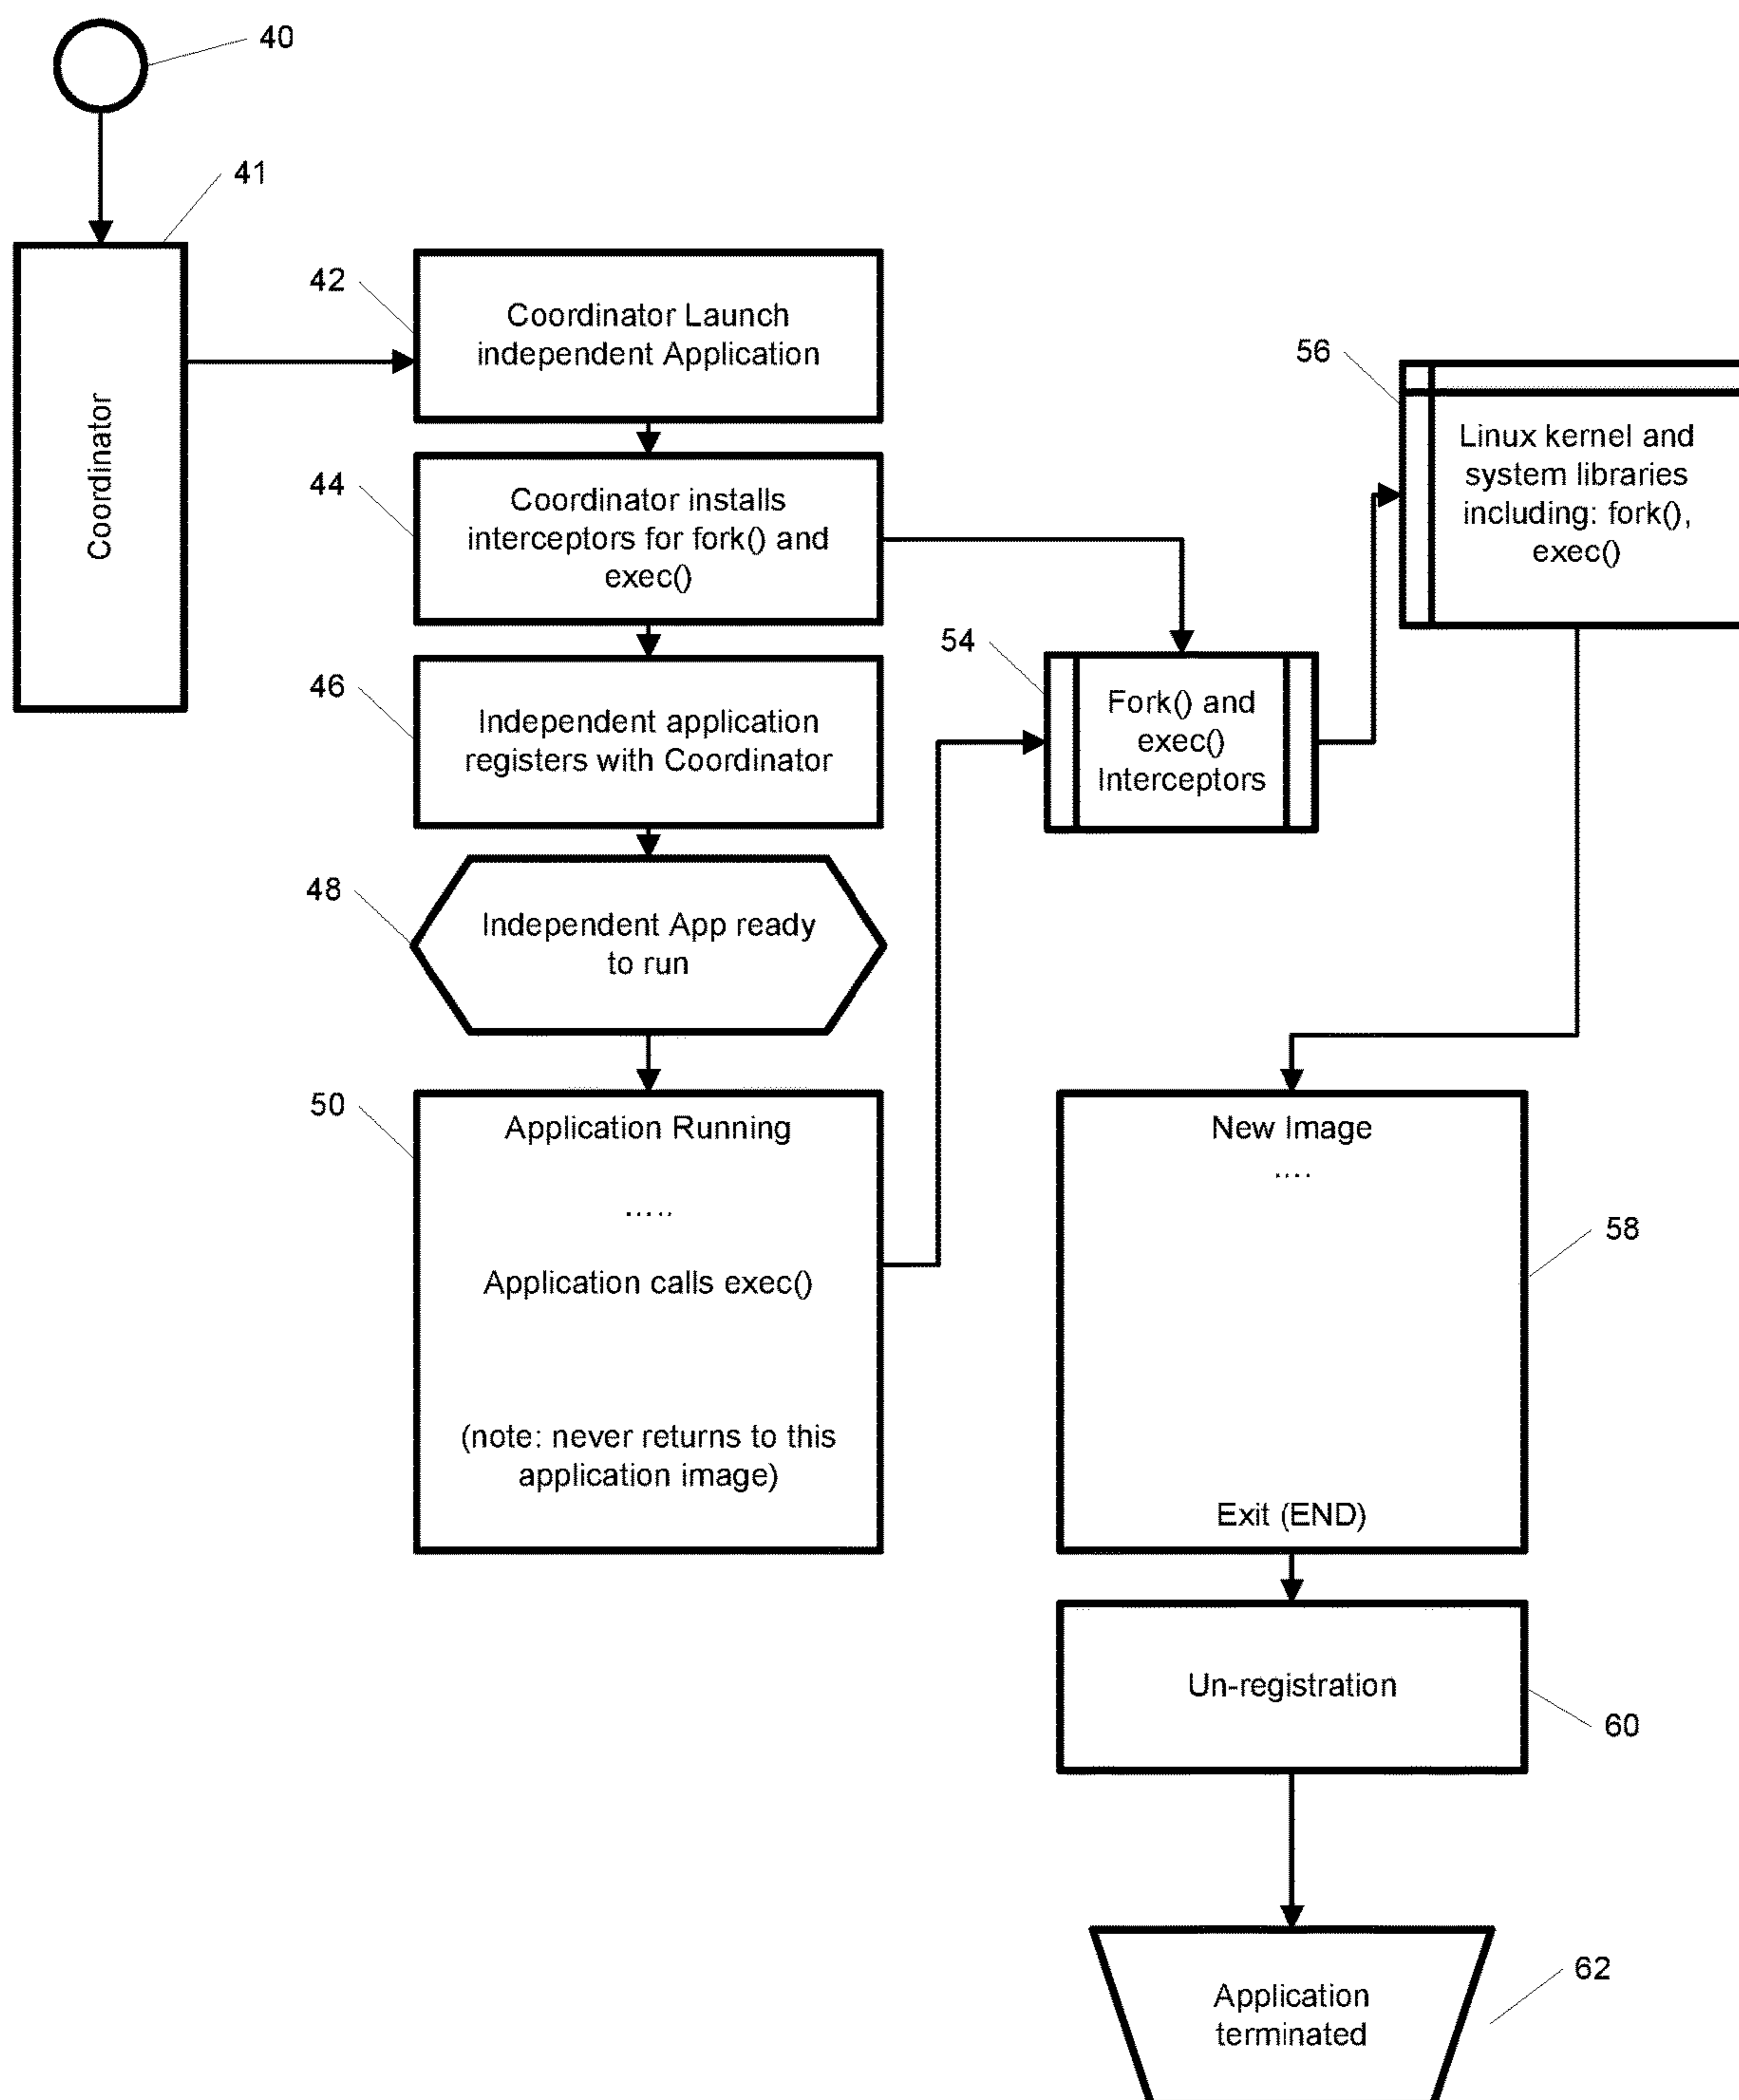 40
41
Coordinator
42
Coordinator Launch
independent Application
44
Coordinator installs
interceptors for fork() and
exec()
46
Independent application
registers with Coordinator
48
Independent App ready
to run
50
Application Running
.....
Application calls exec()
(note: never returns to this
application image)
54
Fork() and
exec()
Interceptors
56
Linux kernel and
system libraries
including: fork(),
exec()
New Image
....
Exit (END)
58
Un-registration
60
Application
terminated
62